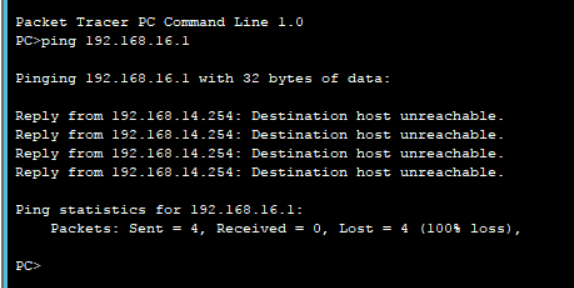 Packet Tracer PC Command Line 1.0
PC>ping 192.168.16.1
Pinging 192.168.16.1 with 32 bytes of data:
Reply from 192.168.14.254: Destination host unreachable.
Reply from 192.168.14.254: Destination host unreachable.
Reply from 192.168.14.254: Destination host unreachable.
Reply from 192.168.14.254: Destination host unreachable.
Ping statistics for 192.168.16.1:
Packets: Sent = 4, Received = 0, Lost = 4 (100% loss),
PC>